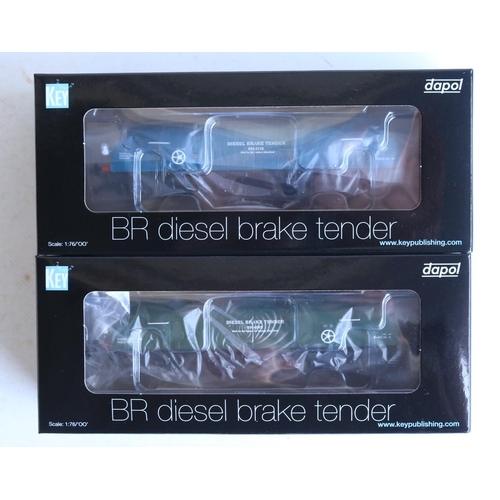 KEY
dapol
DIESEL BRAKE TENDER
BR diesel brake tender
Scale: 1:76/'OO'
www.keypublishing.com
KEY
dapol
DIESEL BRAKE TENDER
BR diesel brake tender
Scale: 1:76/'OO'
www.keypublishing.com